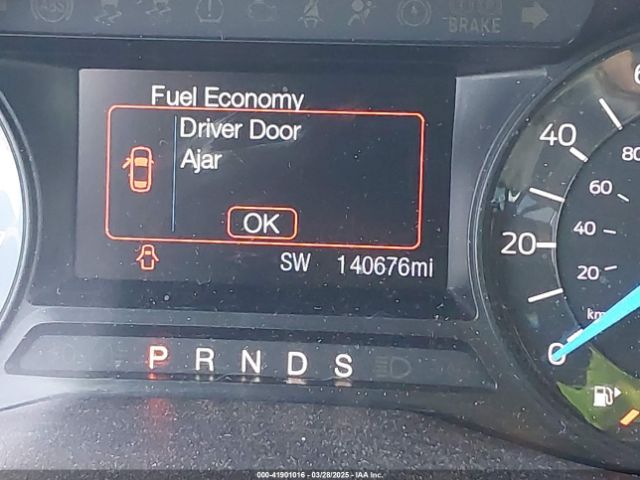 ABS
BRAKE
Fuel Economy
Driver Door
Ajar
OK
SW 140676mi
P R N D S
40
20
0
80
60
40
20
000-41901016 — 03/28/2025 — IAA Inc.